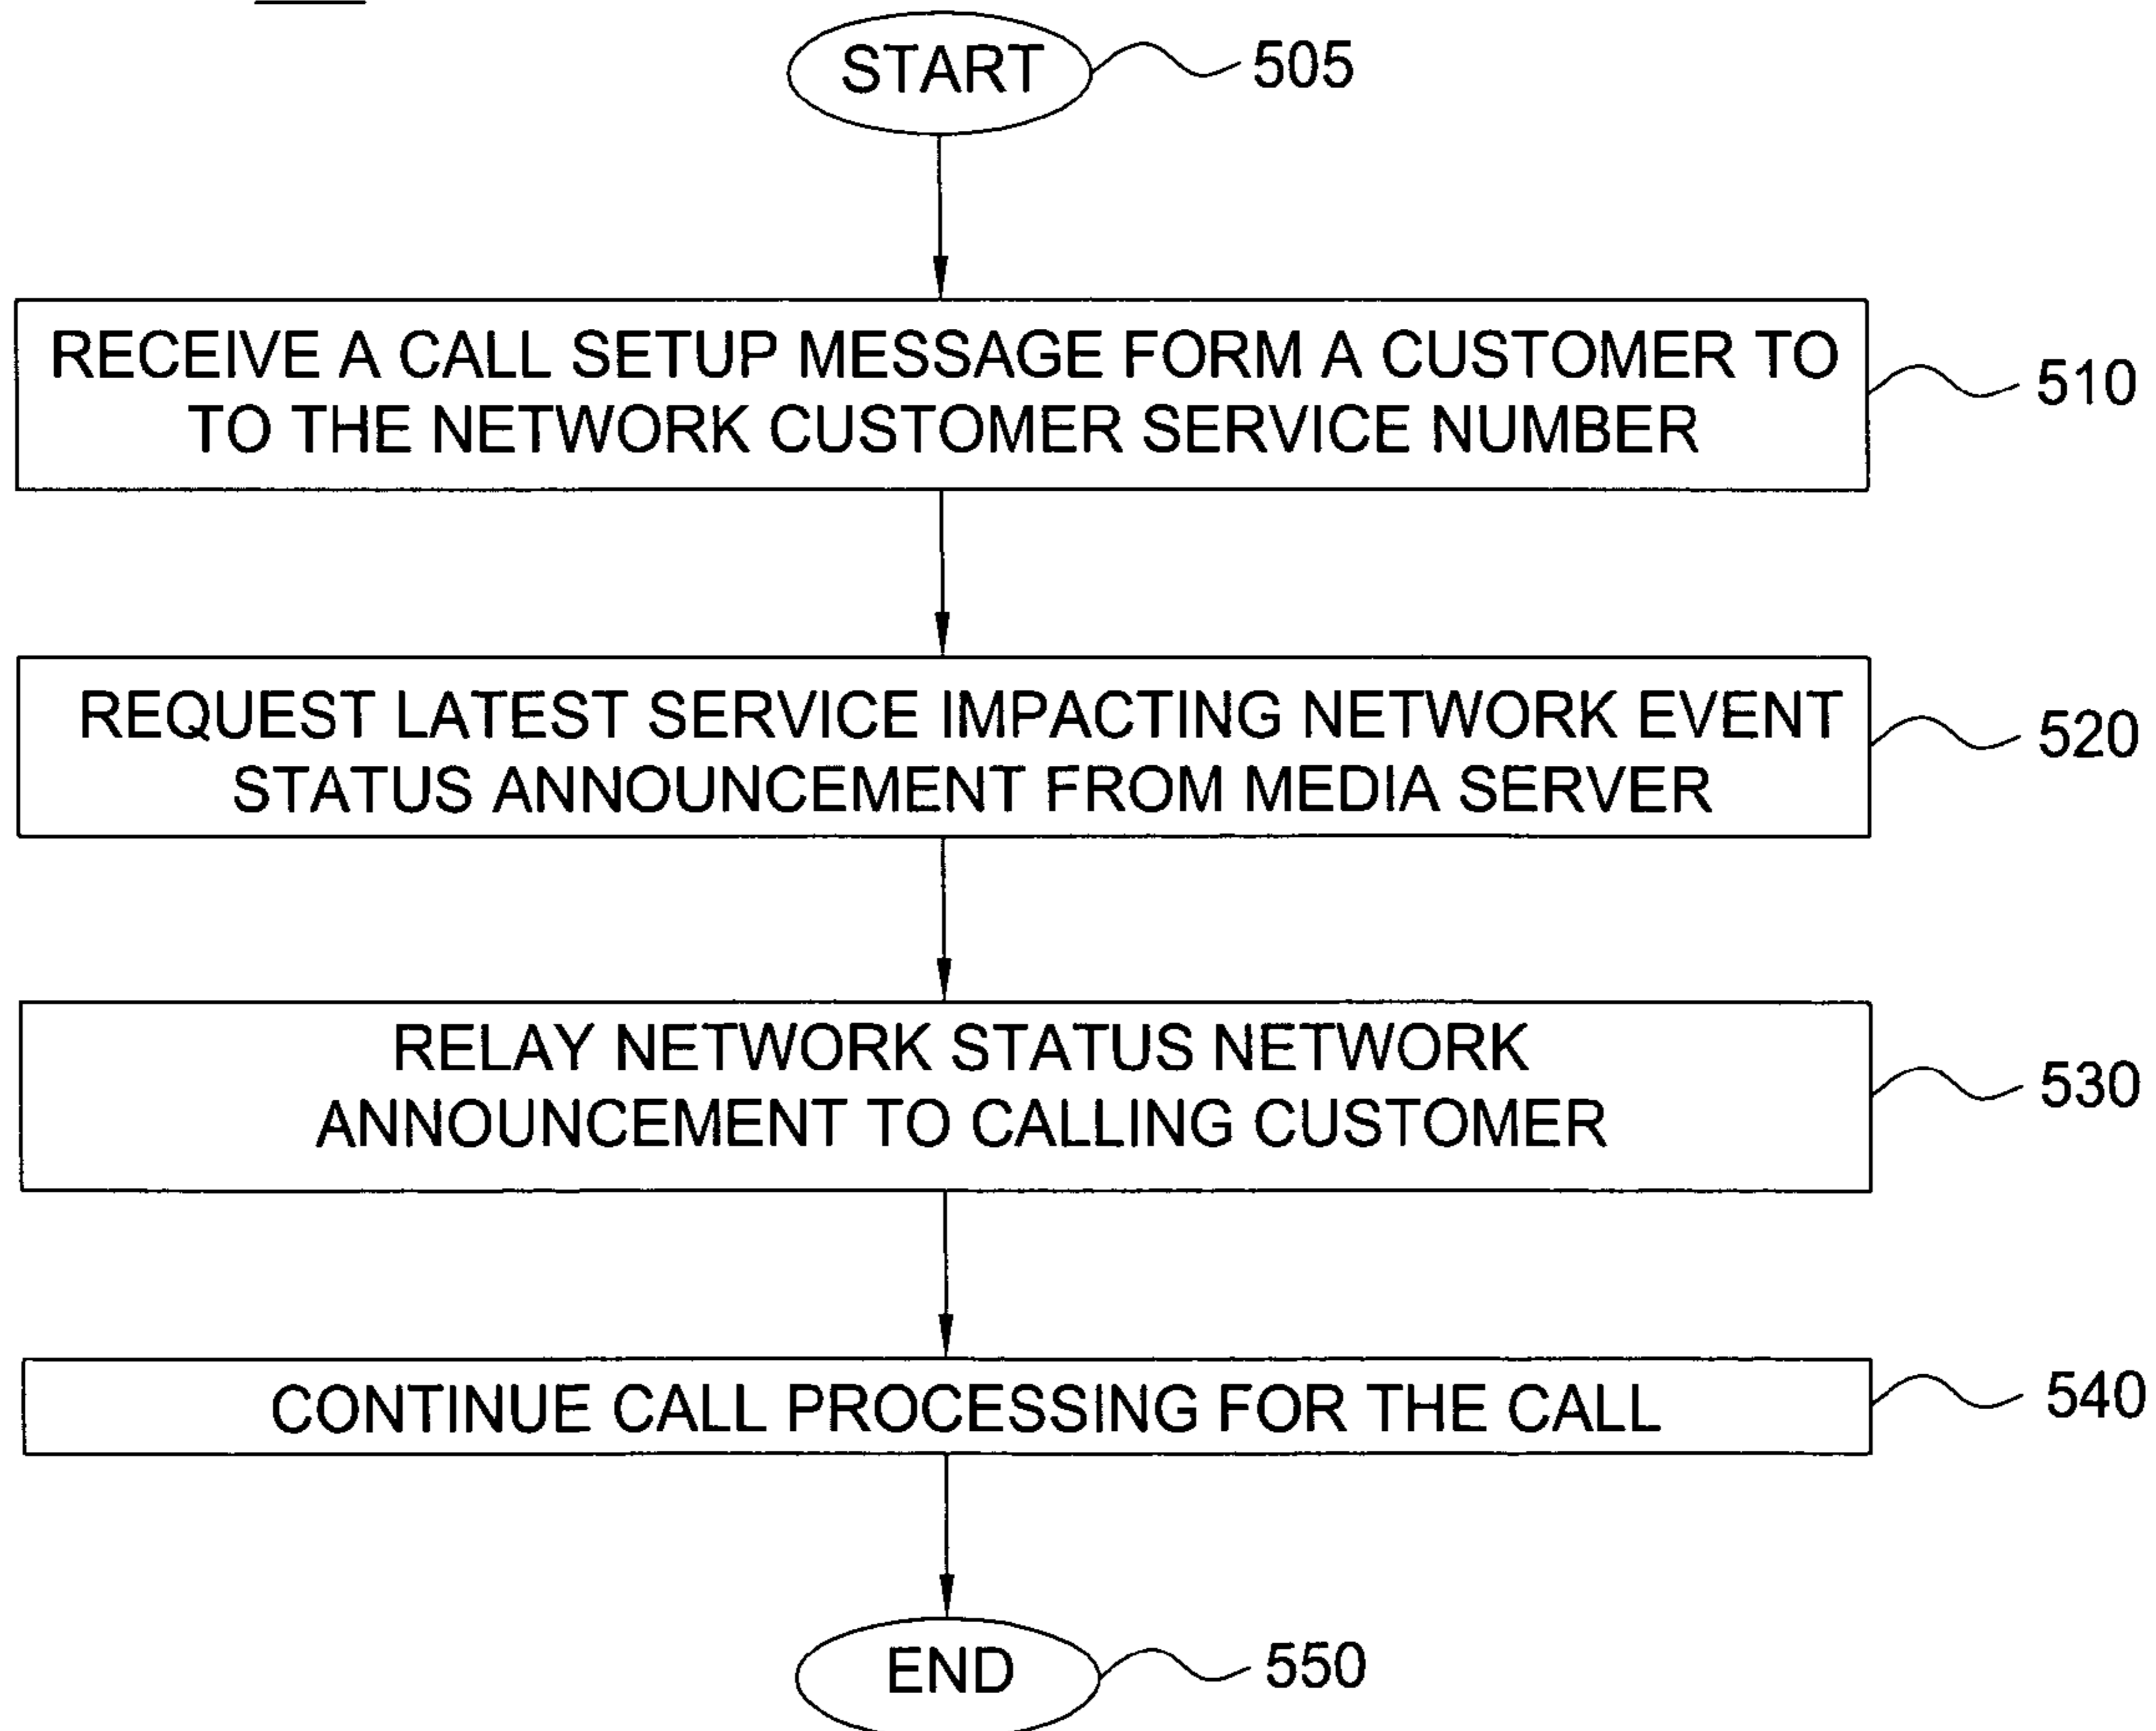 START
505
RECEIVE A CALL SETUP MESSAGE FORM A CUSTOMER TO
TO THE NETWORK CUSTOMER SERVICE NUMBER
510
REQUEST LATEST SERVICE IMPACTING NETWORK EVENT
STATUS ANNOUNCEMENT FROM MEDIA SERVER
520
RELAY NETWORK STATUS NETWORK
ANNOUNCEMENT TO CALLING CUSTOMER
530
CONTINUE CALL PROCESSING FOR THE CALL
540
END
550